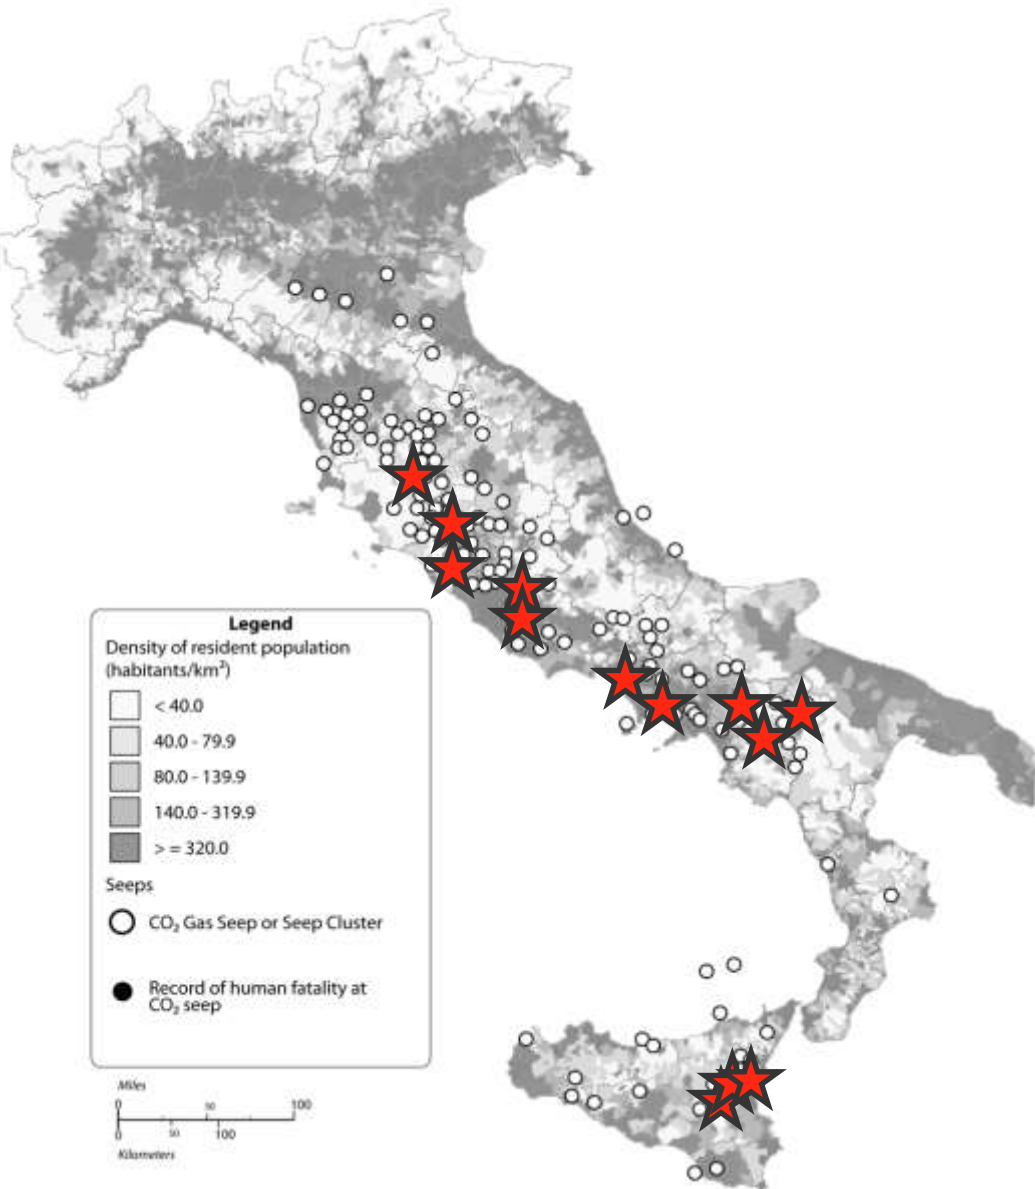 Legend
Density of resident population
(habitants/km²)
< 40.0
40.0 - 79.9
80.0 - 139.9
140.0 - 319.9
> = 320.0
Seeps
CO₂ Gas Seep or Seep Cluster
Record of human fatality at
CO₂ seep
Miles
0 50 100
0 50 100
Kilometers